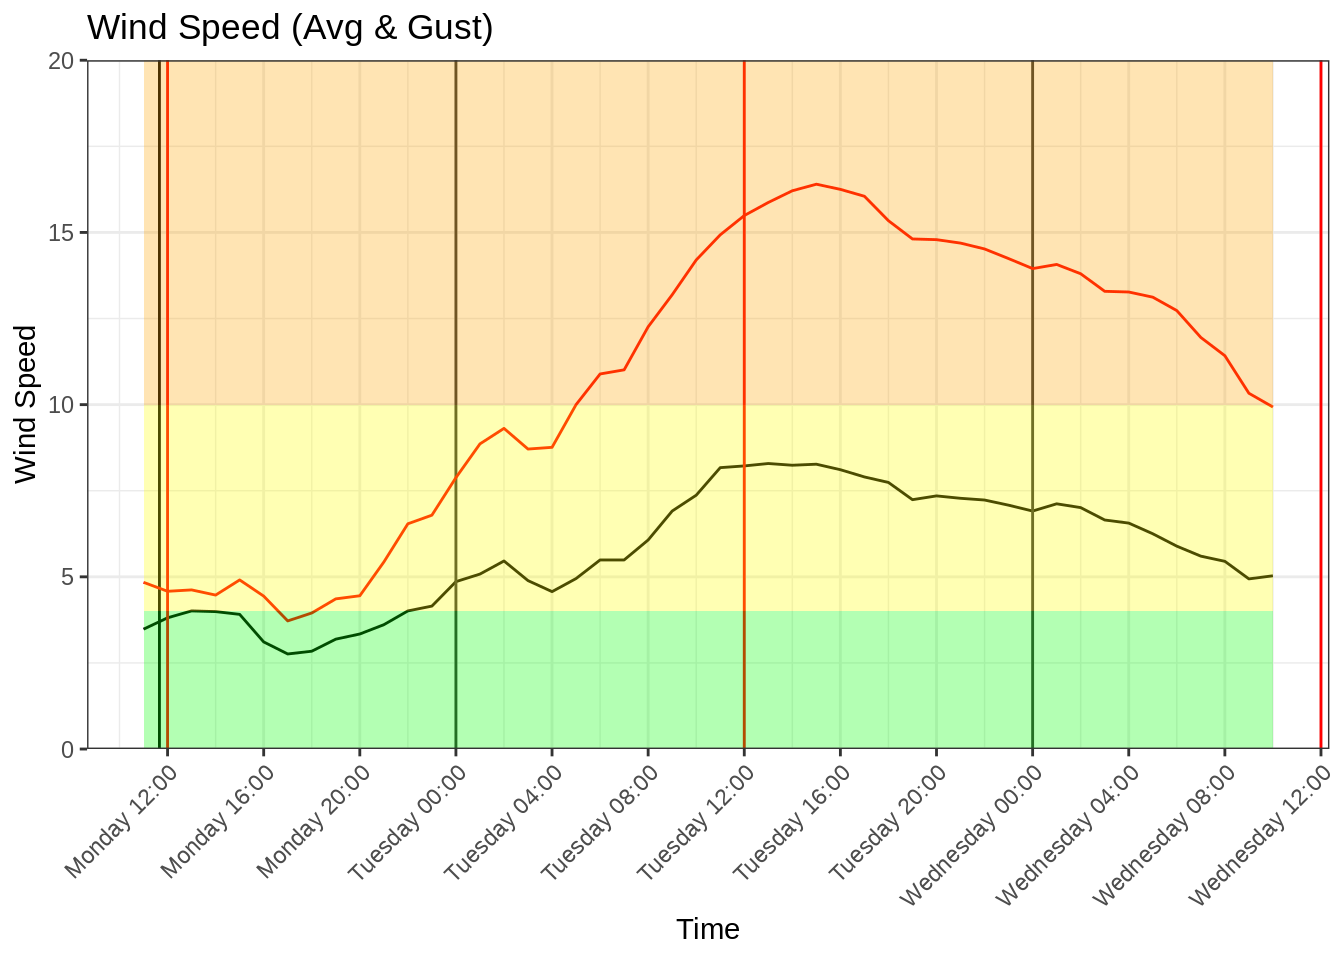 Wind Speed (Avg & Gust)
20
15
10
5
0
Wind Speed
Monday 12:00
Monday 16:00
Monday 20:00
Tuesday 00:00
Tuesday 04:00
Tuesday 08:00
Tuesday 12:00
Tuesday 16:00
Tuesday 20:00
Wednesday 00:00
Wednesday 04:00
Wednesday 08:00
Wednesday 12:00
Time